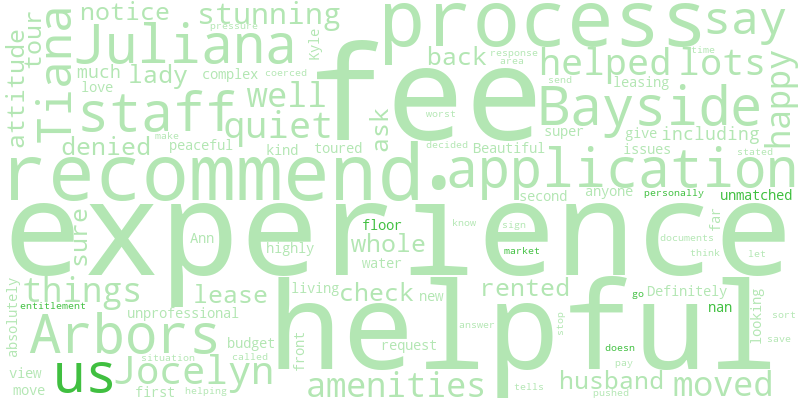 notice
stunning
pressure
process
say
tour
Juliana
Kyle
fee
back
response
area
time
helped
lots
attitude
Tiana
much
love
lady
complex
coerced
send
leasing
happy
staff
well
ask
worst
Bayside
make
quiet
super
give
including
denied
peaceful
kind
toured
decided
Beautiful
issues
stated
recommend
application
second
anyone
personally
unmatched
experience
sure
Ann
floor
highly
whole
water
know
sign
market
far
documents
think
let
things
lease
living
check
new
rented
go
Definitely
nan
looking
absolutely
entitlement
unprofessional
helpful
sort
save
Arbors
budget
front
request
answer
stop
doesn
situation
called
view
us
Jocelyn
pay
move
first
helping
amenities
tells
husband
pushed
moved